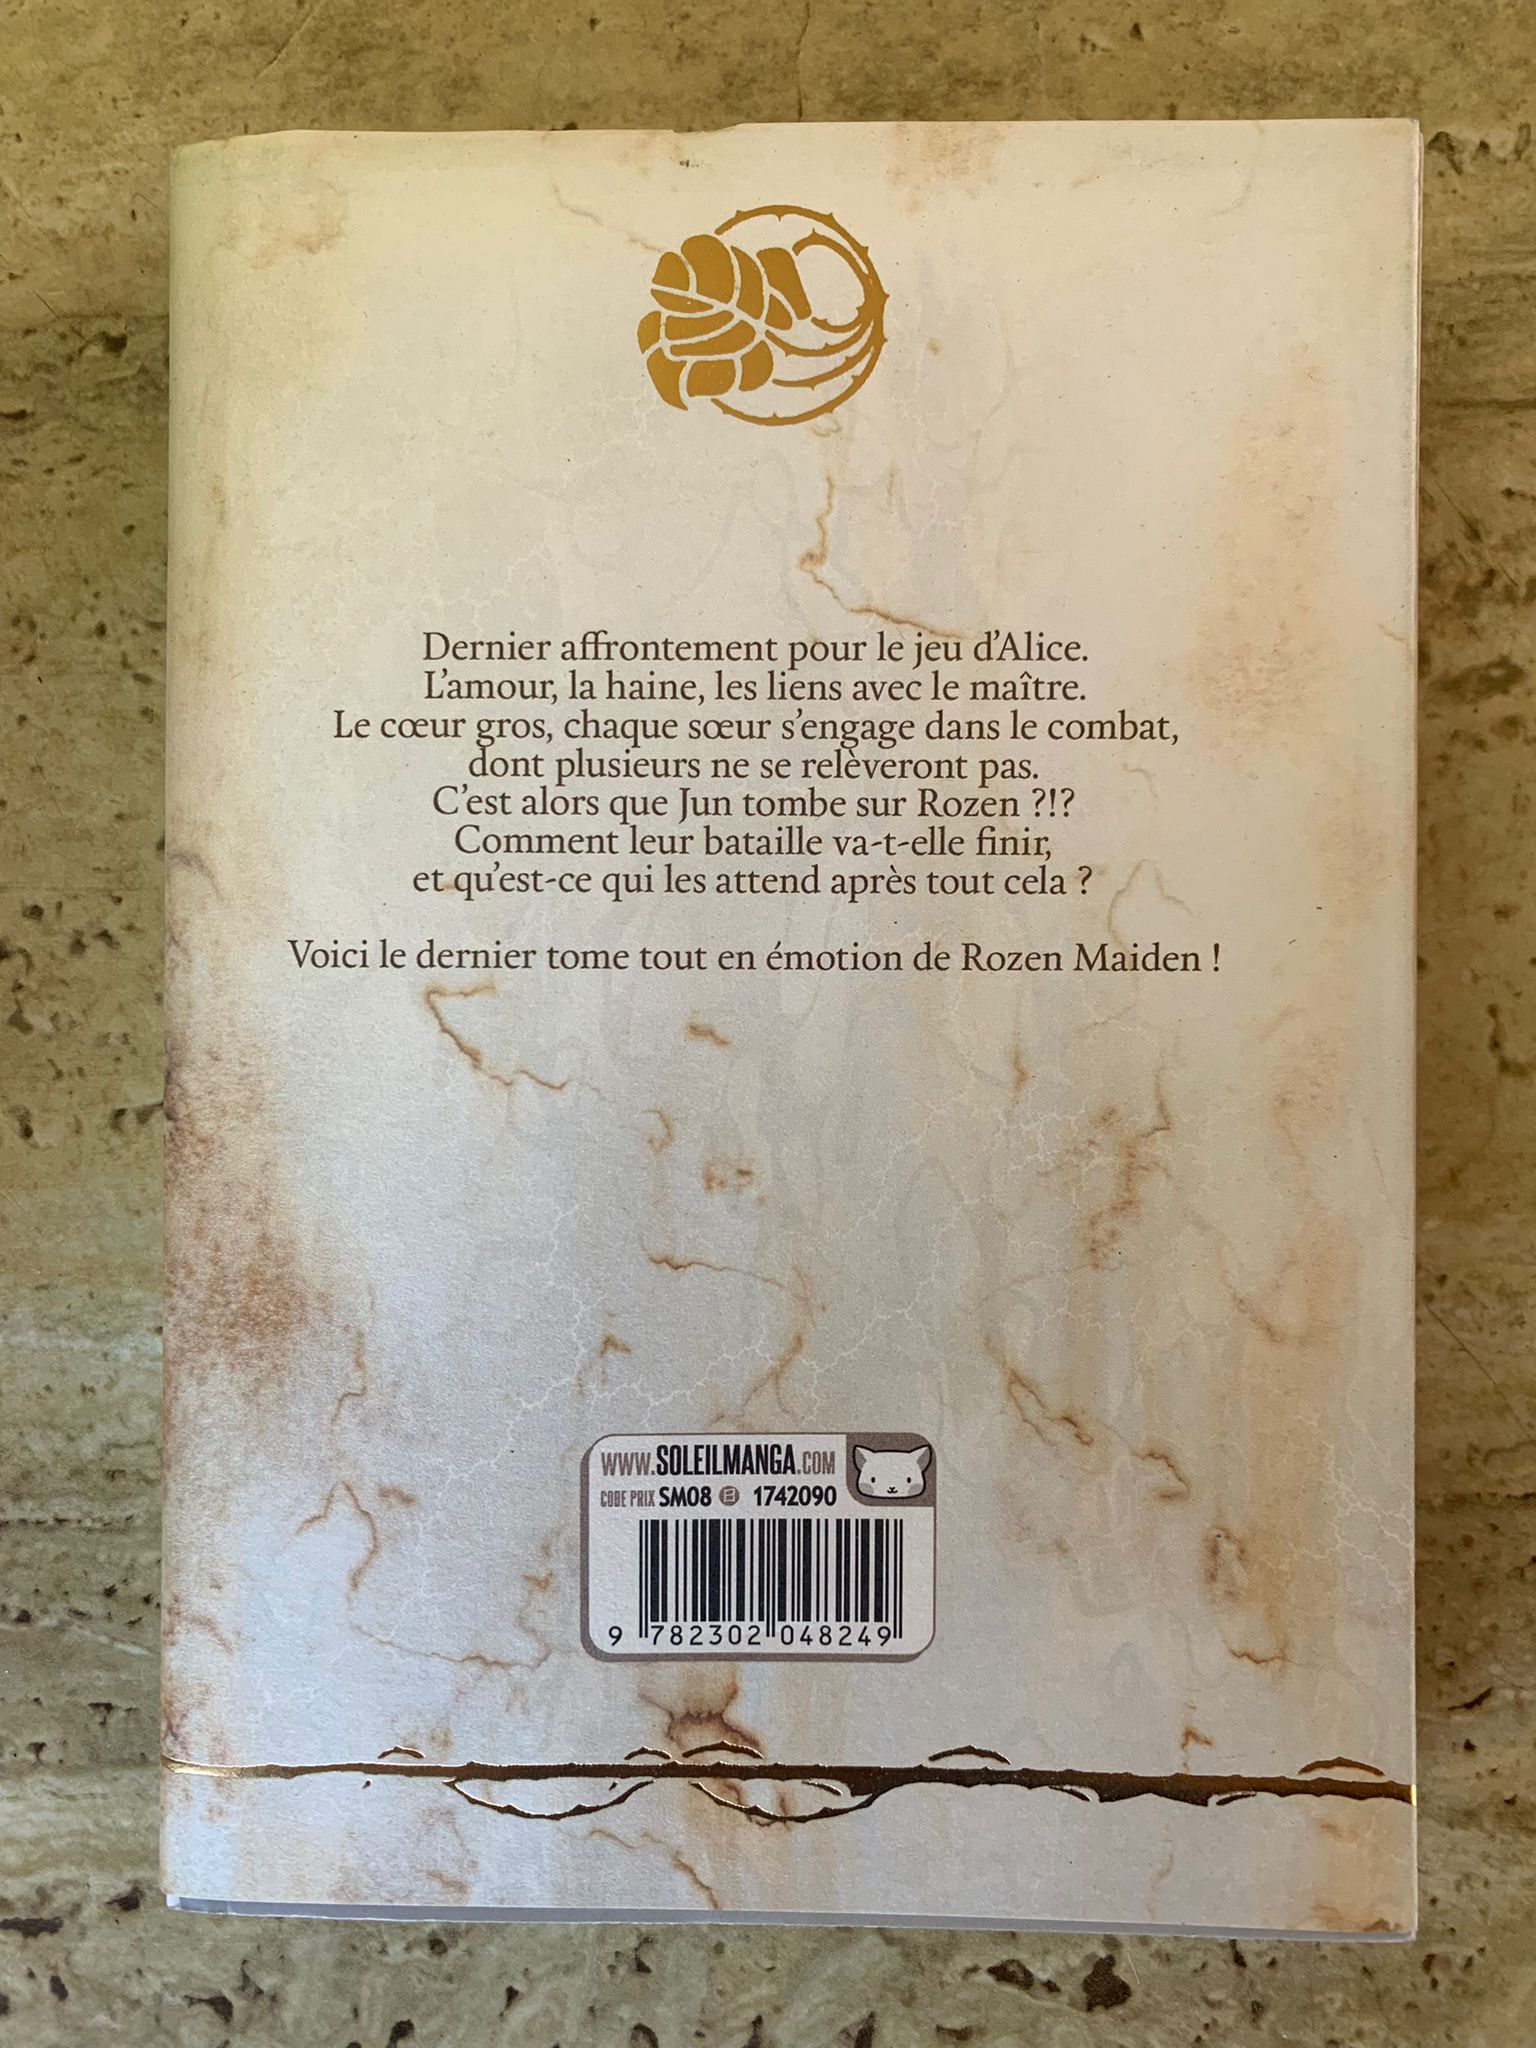 Dernier affrontement pour le jeu d'Alice.
L'amour, la haine, les liens avec le maître.
Le cœur gros, chaque sœur s'engage dans le combat,
dont plusieurs ne se relèveront pas.
C'est alors que Jun tombe sur Rozen ?!?
Comment leur bataille va-t-elle finir,
et qu'est-ce qui les attend après tout cela ?
Voici le dernier tome tout en émotion de Rozen Maiden !
WWW.SOLEILMANGA.COM
CODE PRIX SM08 1742090
9 782302 048249